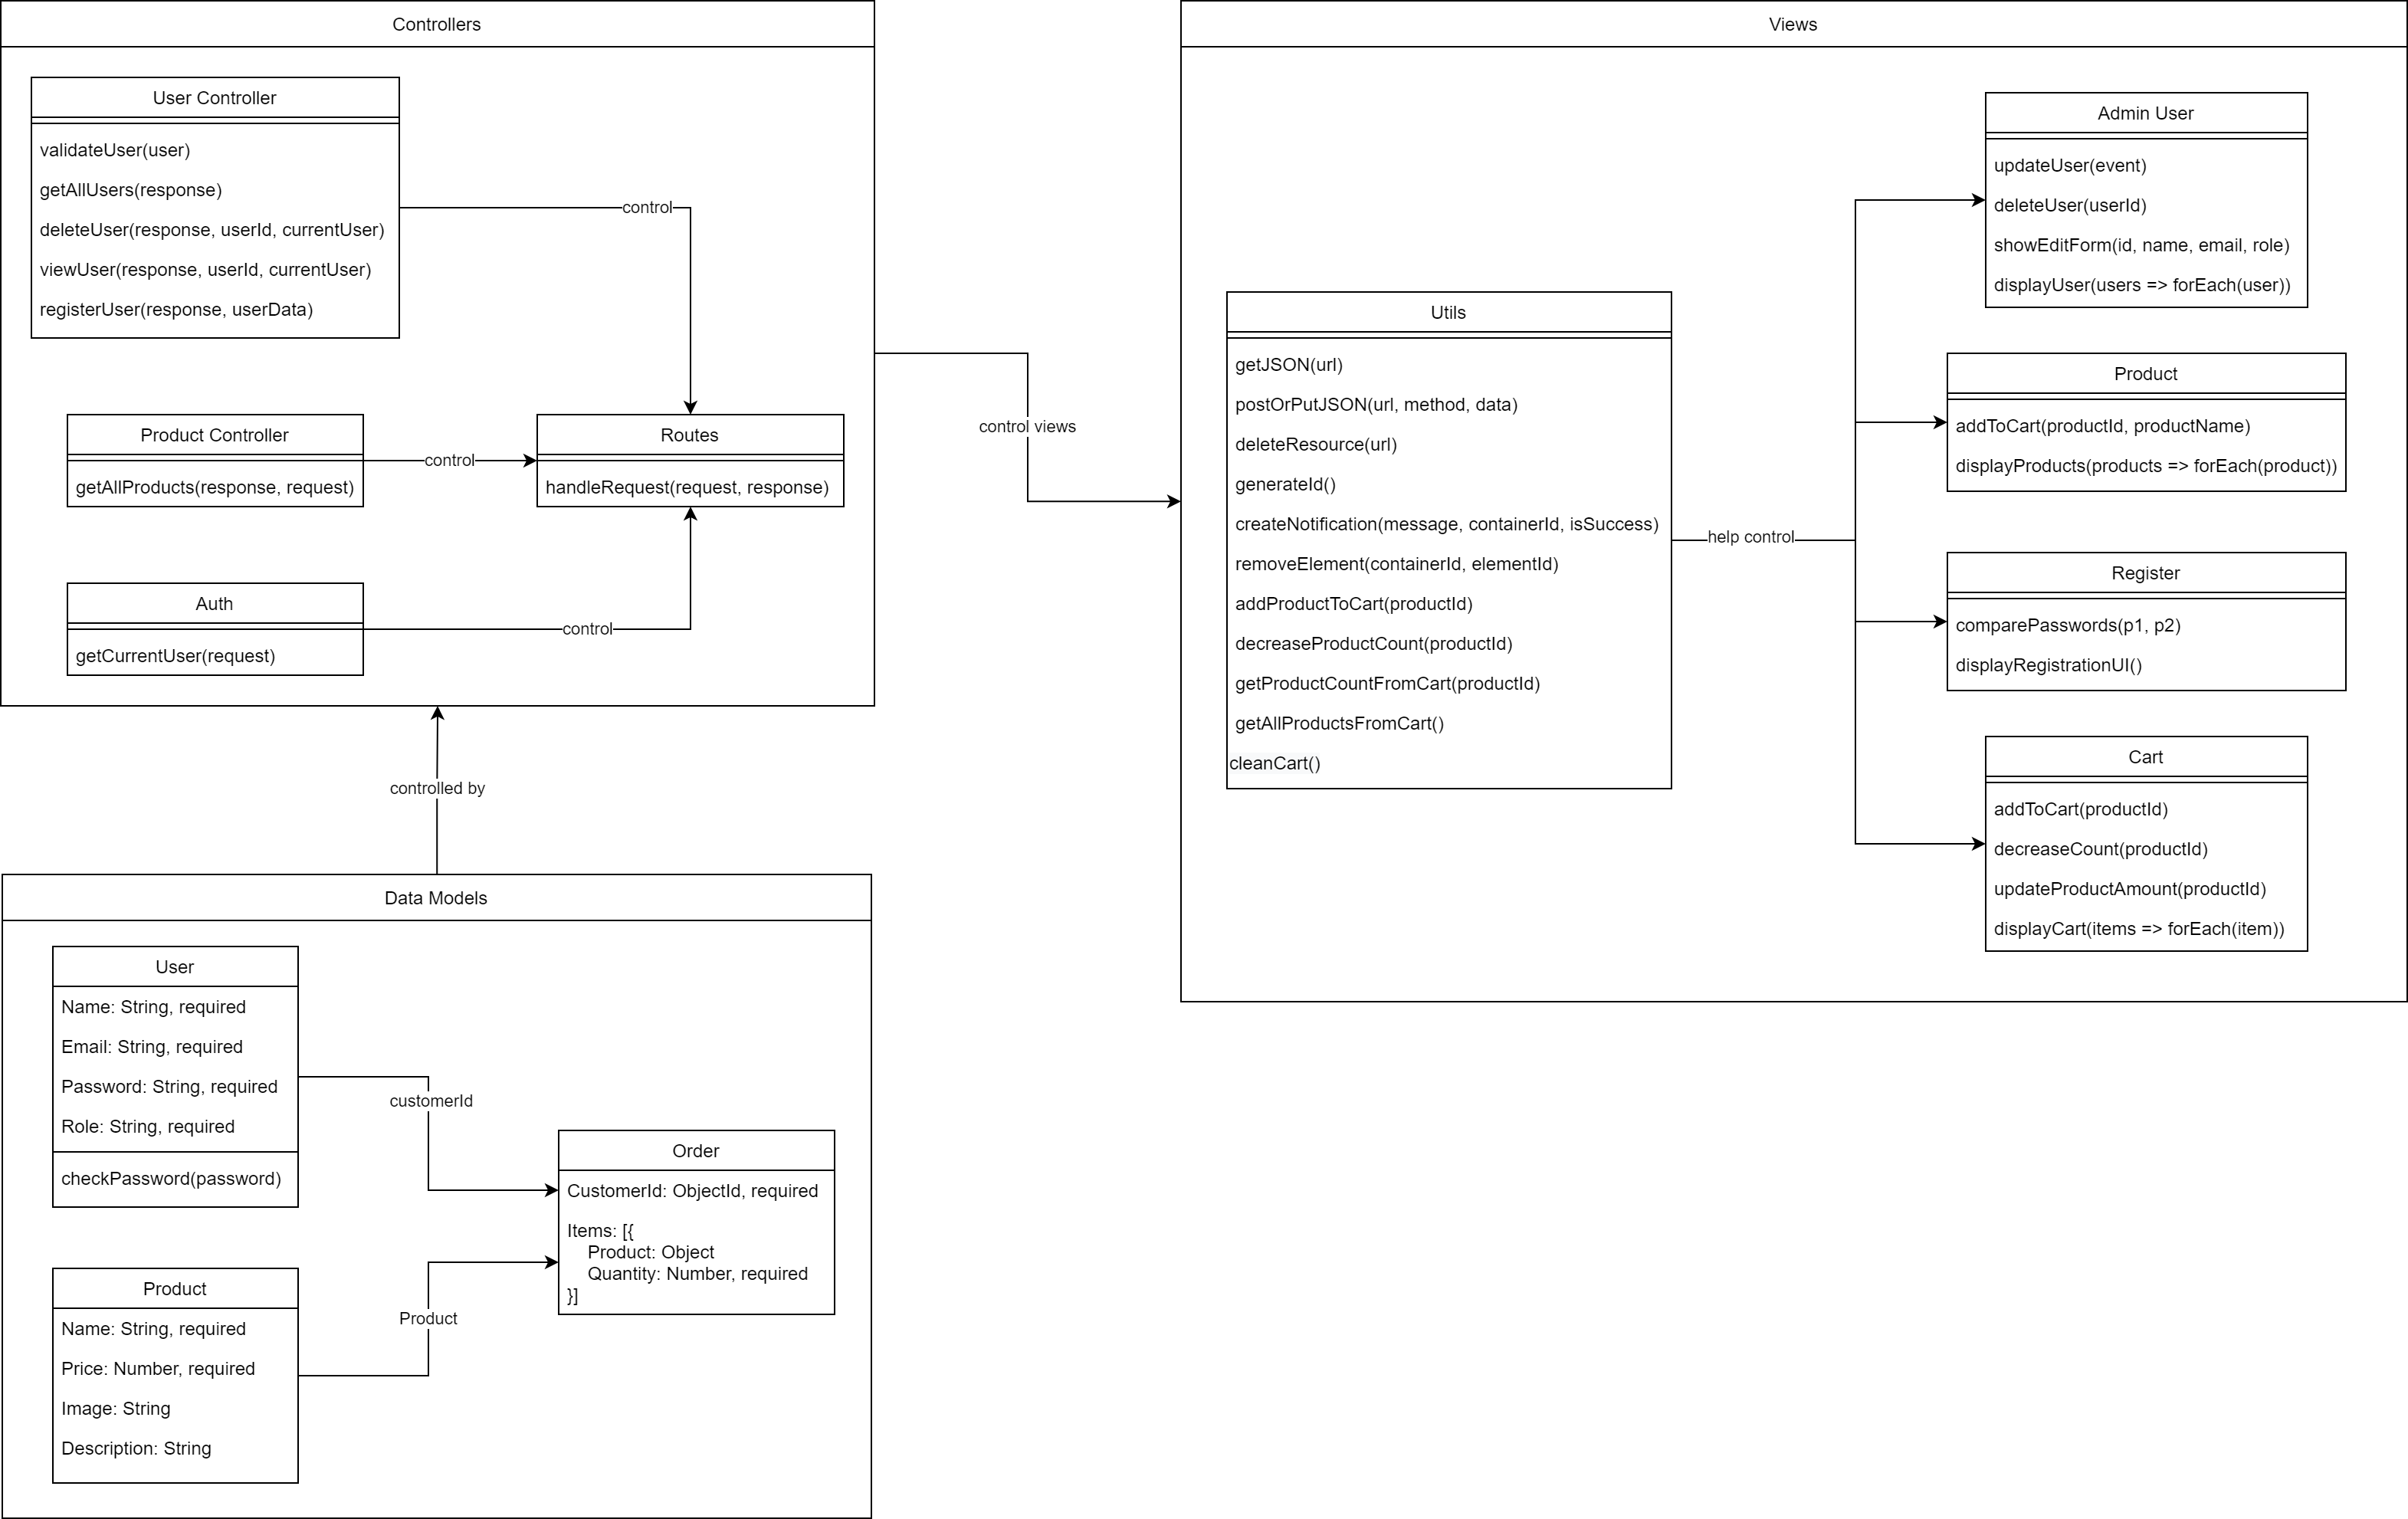 Controllers
User Controller
validateUser(user)
getAllUsers(response)
deleteUser(response, userId, currentUser)
viewUser(response, userId, currentUser)
registerUser(response, userData)
control
Product Controller
getAllProducts(response, request)
control
Routes
handleRequest(request, response)
Auth
getCurrentUser(request)
control
controlled by
control views
Data Models
User
Name: String, required
Email: String, required
Password: String, required
Role: String, required
checkPassword(password)
customerId
Product
Name: String, required
Price: Number, required
Image: String
Description: String
Product
Order
CustomerId: ObjectId, required
Items: [{
Product: Object
Quantity: Number, required
}]
Views
Utils
getJSON(url)
postOrPutJSON(url, method, data)
deleteResource(url)
generateId()
createNotification(message, containerId, isSuccess)
removeElement(containerId, elementId)
addProductToCart(productId)
decreaseProductCount(productId)
getProductCountFromCart(productId)
getAllProductsFromCart()
cleanCart()
help control
Admin User
updateUser(event)
deleteUser(userId)
showEditForm(id, name, email, role)
displayUser(users => forEach(user))
Product
addToCart(productId, productName)
displayProducts(products => forEach(product))
Register
comparePasswords(p1, p2)
displayRegistrationUI()
Cart
addToCart(productId)
decreaseCount(productId)
updateProductAmount(productId)
displayCart(items => forEach(item))